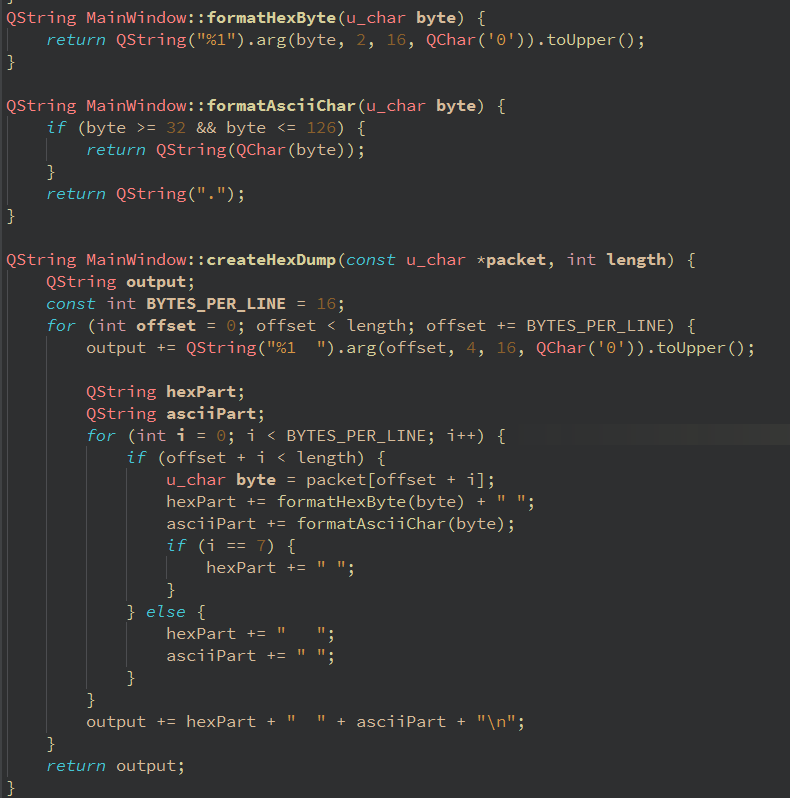 QString MainWindow::formatHexByte(u_char byte) {
    return QString("%1").arg(byte, 2, 16, QChar('0')).toUpper();
}

QString MainWindow::formatAsciiChar(u_char byte) {
    if (byte >= 32 && byte <= 126) {
        return QString(QChar(byte));
    }
    return QString(".");
}

QString MainWindow::createHexDump(const u_char *packet, int length) {
    QString output;
    const int BYTES_PER_LINE = 16;
    for (int offset = 0; offset < length; offset += BYTES_PER_LINE) {
        output += QString("%1  ").arg(offset, 4, 16, QChar('0')).toUpper();

        QString hexPart;
        QString asciiPart;
        for (int i = 0; i < BYTES_PER_LINE; i++) {
            if (offset + i < length) {
                u_char byte = packet[offset + i];
                hexPart += formatHexByte(byte) + " ";
                asciiPart += formatAsciiChar(byte);
                if (i == 7) {
                    hexPart += " ";
                }
            } else {
                hexPart += "   ";
                asciiPart += " ";
            }
        }
        output += hexPart + "  " + asciiPart + "\n";
    }
    return output;
}